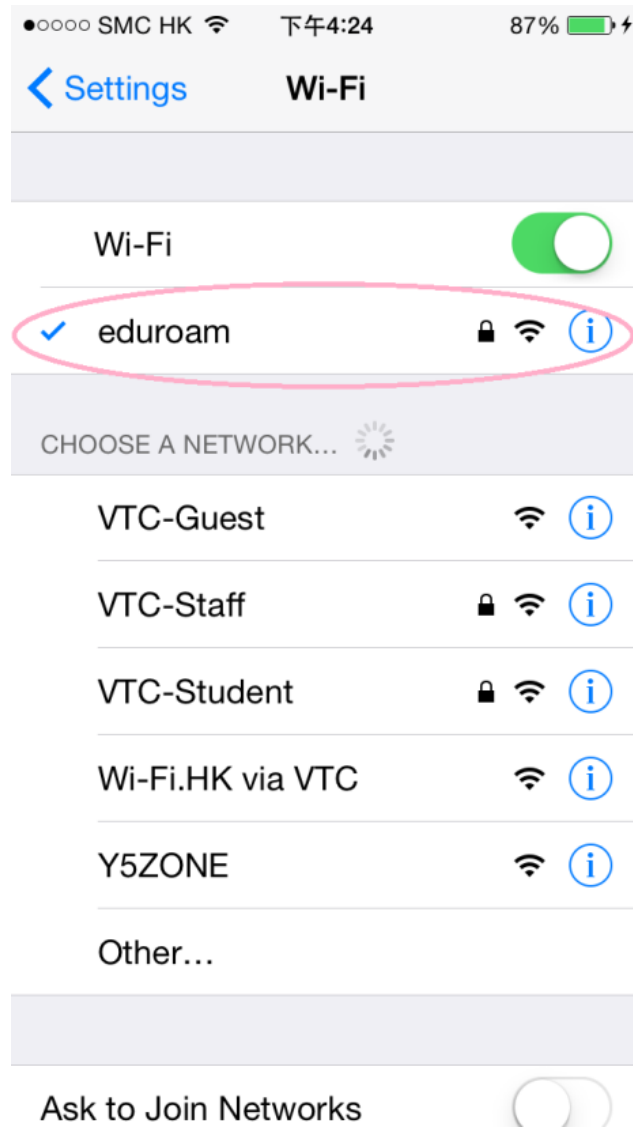 SMC HK 下午4:24 87%
Settings Wi-Fi
Wi-Fi
eduroam
CHOOSE A NETWORK...
VTC-Guest
VTC-Staff
VTC-Student
Wi-Fi.HK via VTC
Y5ZONE
Other...
Ask to Join Networks